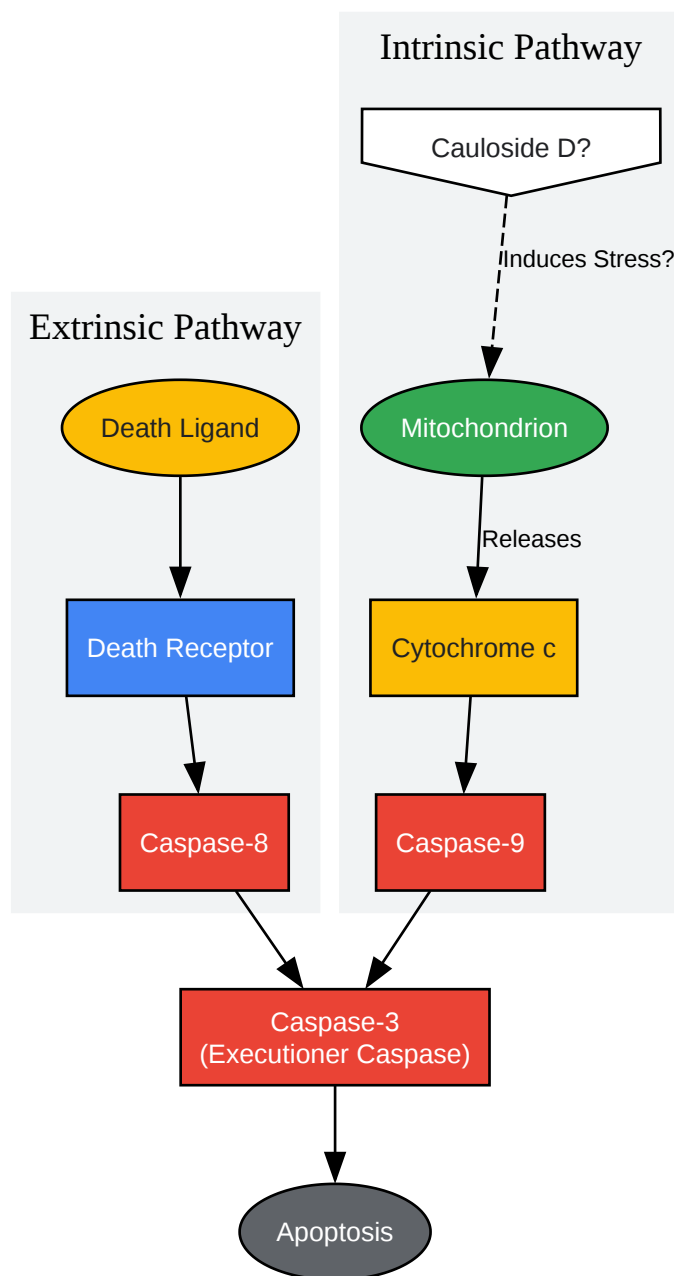 Intrinsic Pathway
Cauloside D?
Induces Stress?
Extrinsic Pathway
Death Ligand
Mitochondrion
Releases
Death Receptor
Cytochrome c
Caspase-8
Caspase-9
Caspase-3
(Executioner Caspase)
Apoptosis